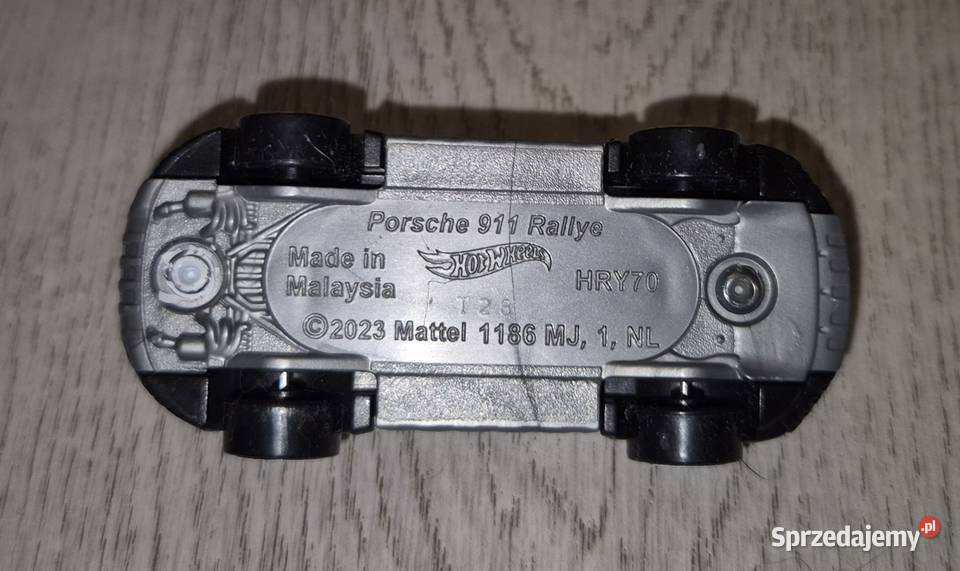 Porsche 911 Rallye
Made in
Malaysia
HOT WHEELS
HRY70
T28
©2023 Mattel 1186 MJ, 1, NL
Sprzedajemy.pl